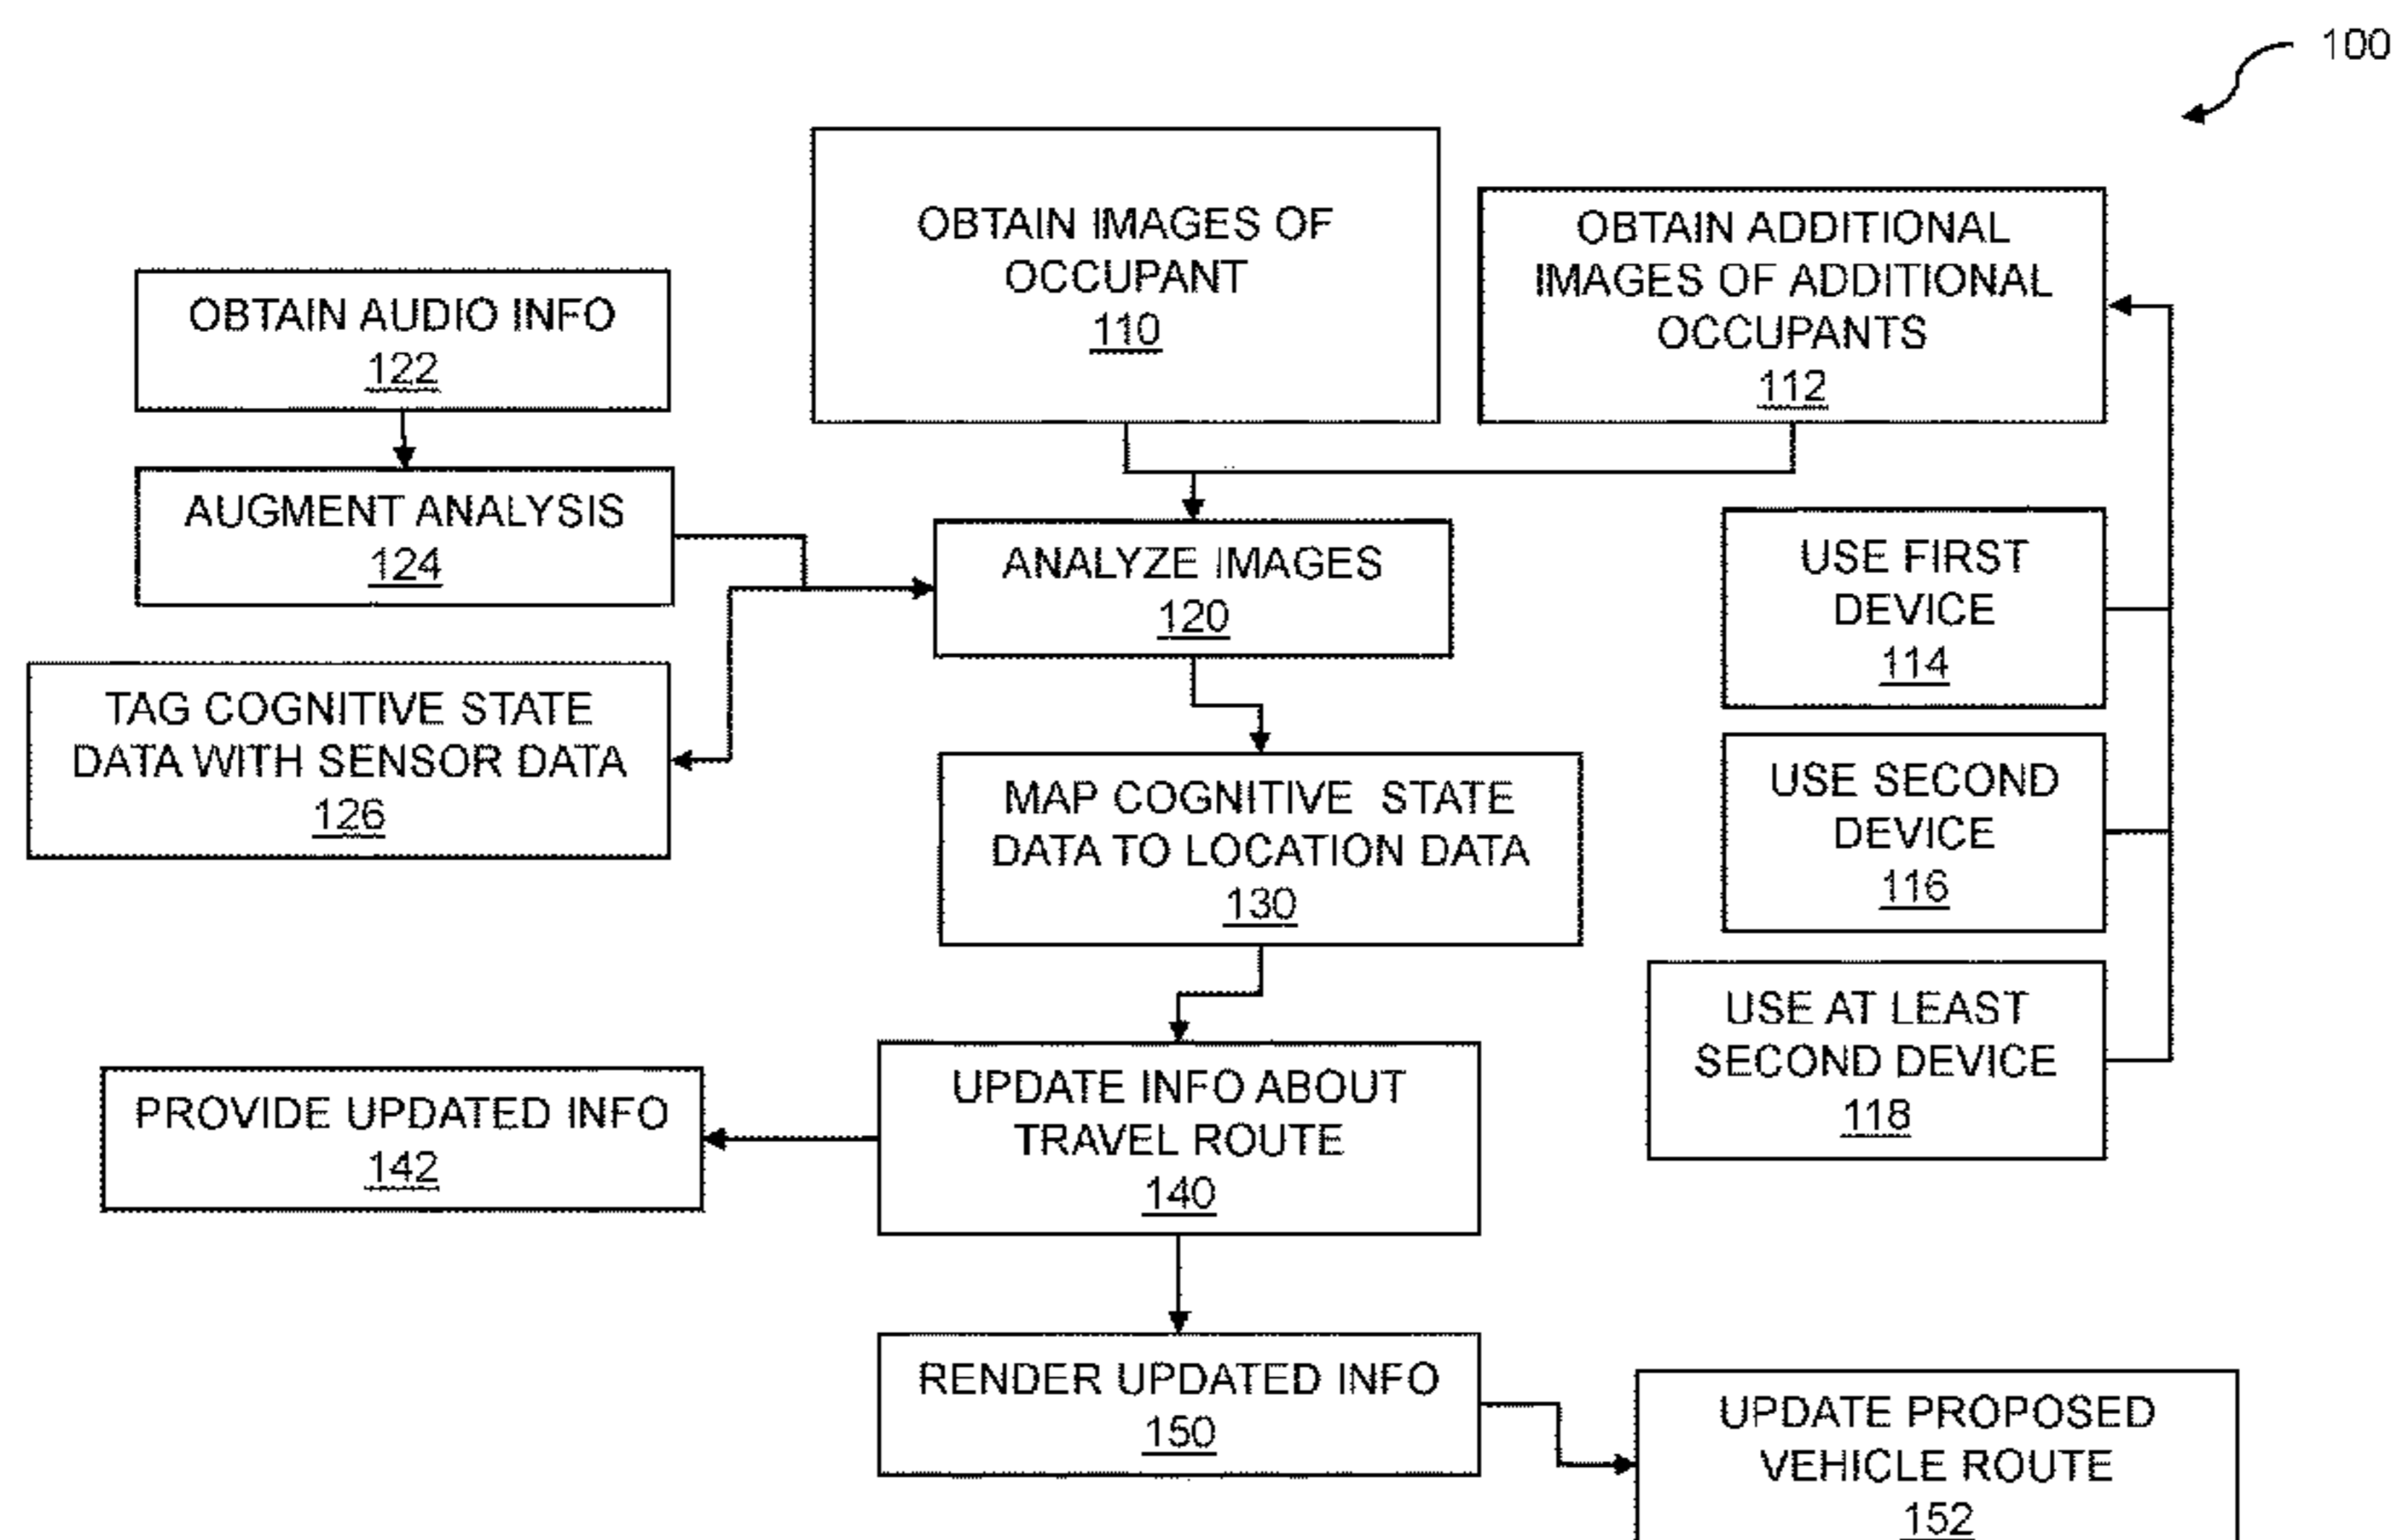 100
OBTAIN IMAGES OF
OCCUPANT
110
OBTAIN ADDITIONAL
IMAGES OF ADDITIONAL
OCCUPANTS
112
OBTAIN AUDIO INFO
122
AUGMENT ANALYSIS
124
ANALYZE IMAGES
120
USE FIRST
DEVICE
114
TAG COGNITIVE STATE
DATA WITH SENSOR DATA
126
MAP COGNITIVE STATE
DATA TO LOCATION DATA
130
USE SECOND
DEVICE
116
USE AT LEAST
SECOND DEVICE
118
PROVIDE UPDATED INFO
142
UPDATE INFO ABOUT
TRAVEL ROUTE
140
RENDER UPDATED INFO
150
UPDATE PROPOSED
VEHICLE ROUTE
152